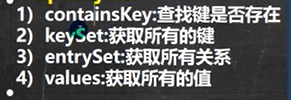 1) containsKey:查找键是否存在
2) keySet:获取所有的键
3) entrySet:获取所有关系
4) values:获取所有的值